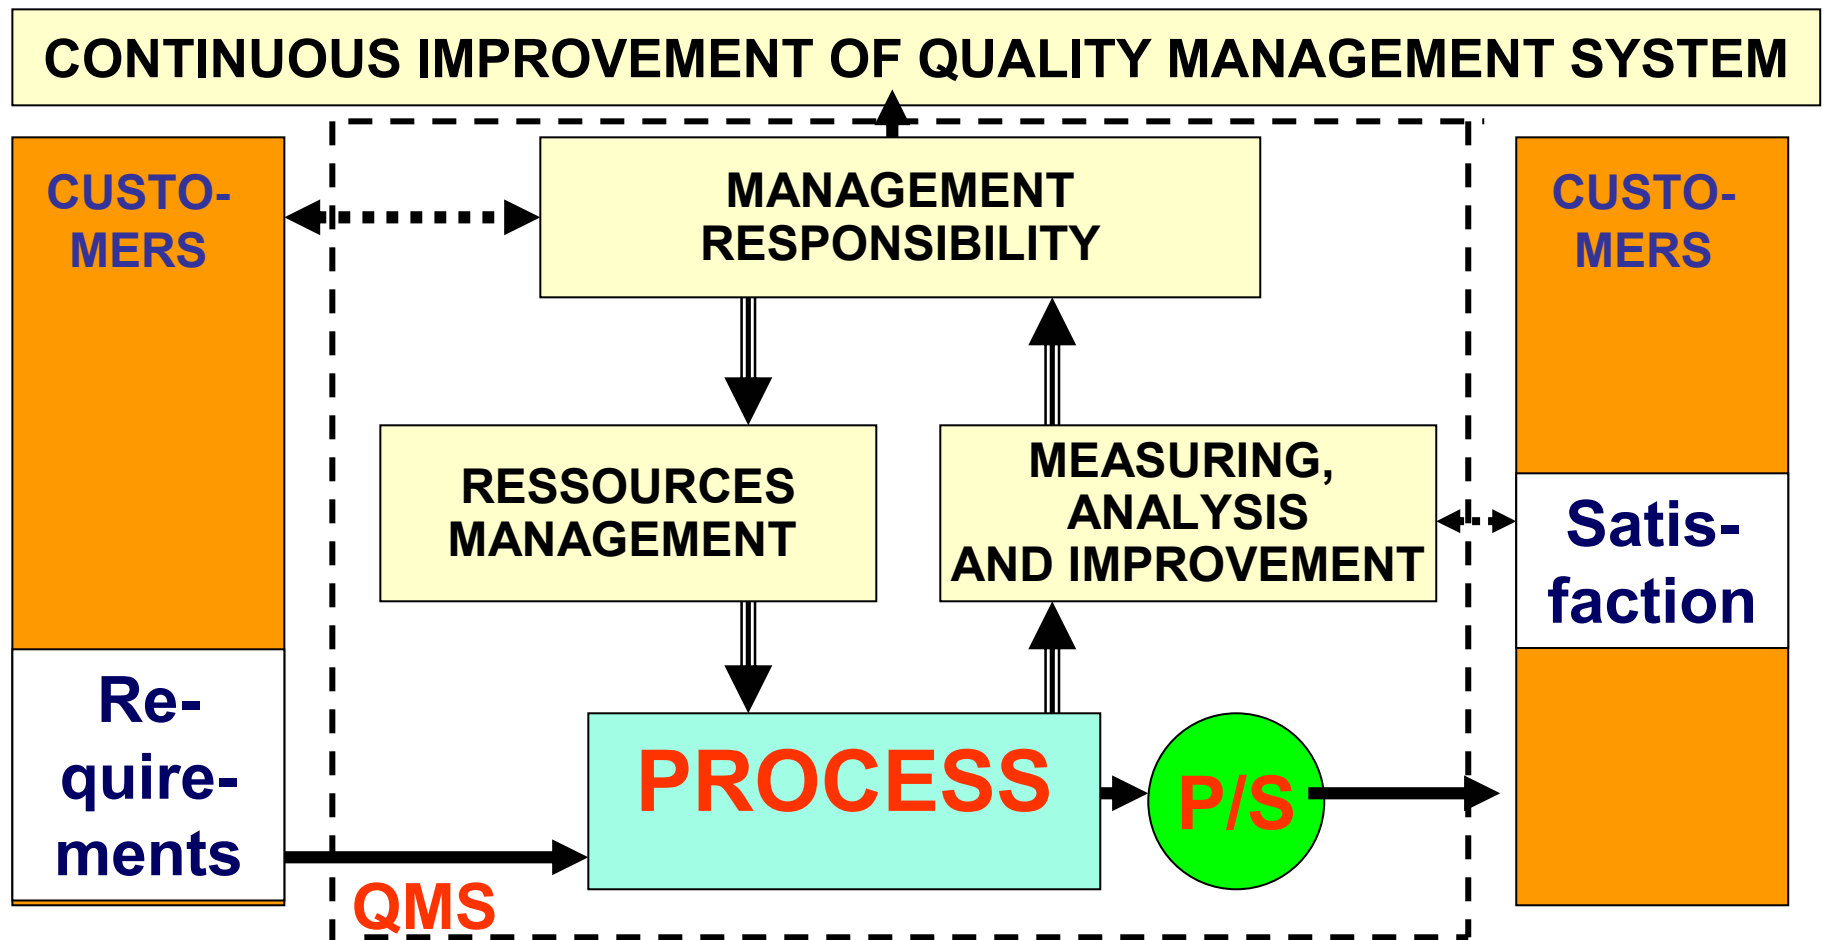 CONTINUOUS IMPROVEMENT OF QUALITY MANAGEMENT SYSTEM
CUSTO-
MERS
MANAGEMENT
RESPONSIBILITY
CUSTO-
MERS
RESSOURCES
MANAGEMENT
MEASURING,
ANALYSIS
AND IMPROVEMENT
Satis-
faction
Re-
quire-
ments
PROCESS
P/S
QMS